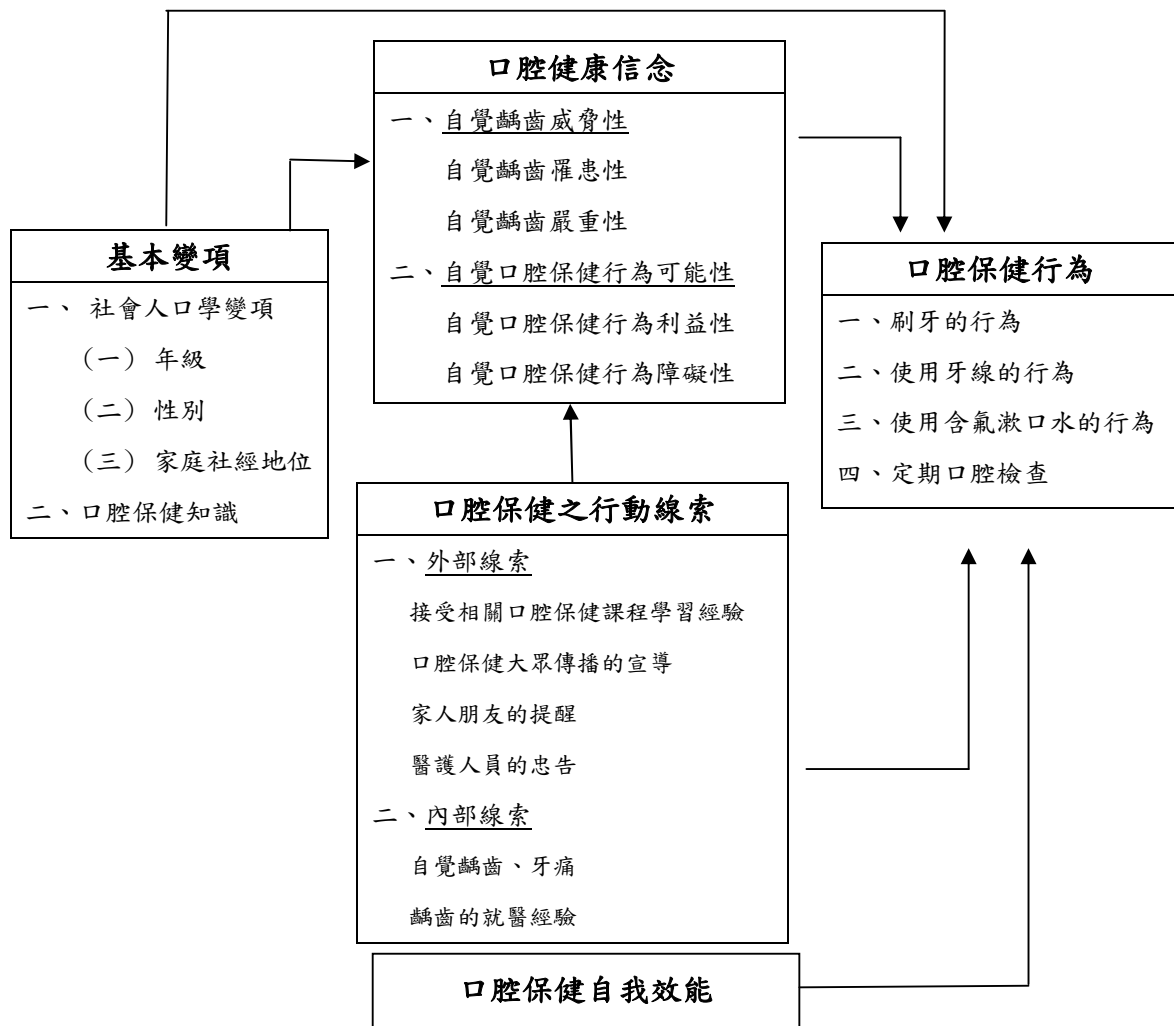 口腔健康信念
一、自覺齲齒威脅性
自覺齲齒罹患性
自覺齲齒嚴重性
二、自覺口腔保健行為可能性
自覺口腔保健行為利益性
自覺口腔保健行為障礙性
基本變項
一、 社會人口學變項
（一） 年級
（二） 性別
（三） 家庭社經地位
二、口腔保健知識
口腔保健行為
一、刷牙的行為
二、使用牙線的行為
三、使用含氟漱口水的行為
四、定期口腔檢查
口腔保健之行動線索
一、外部線索
接受相關口腔保健課程學習經驗
口腔保健大眾傳播的宣導
家人朋友的提醒
醫護人員的忠告
二、內部線索
自覺齲齒、牙痛
齲齒的就醫經驗
口腔保健自我效能